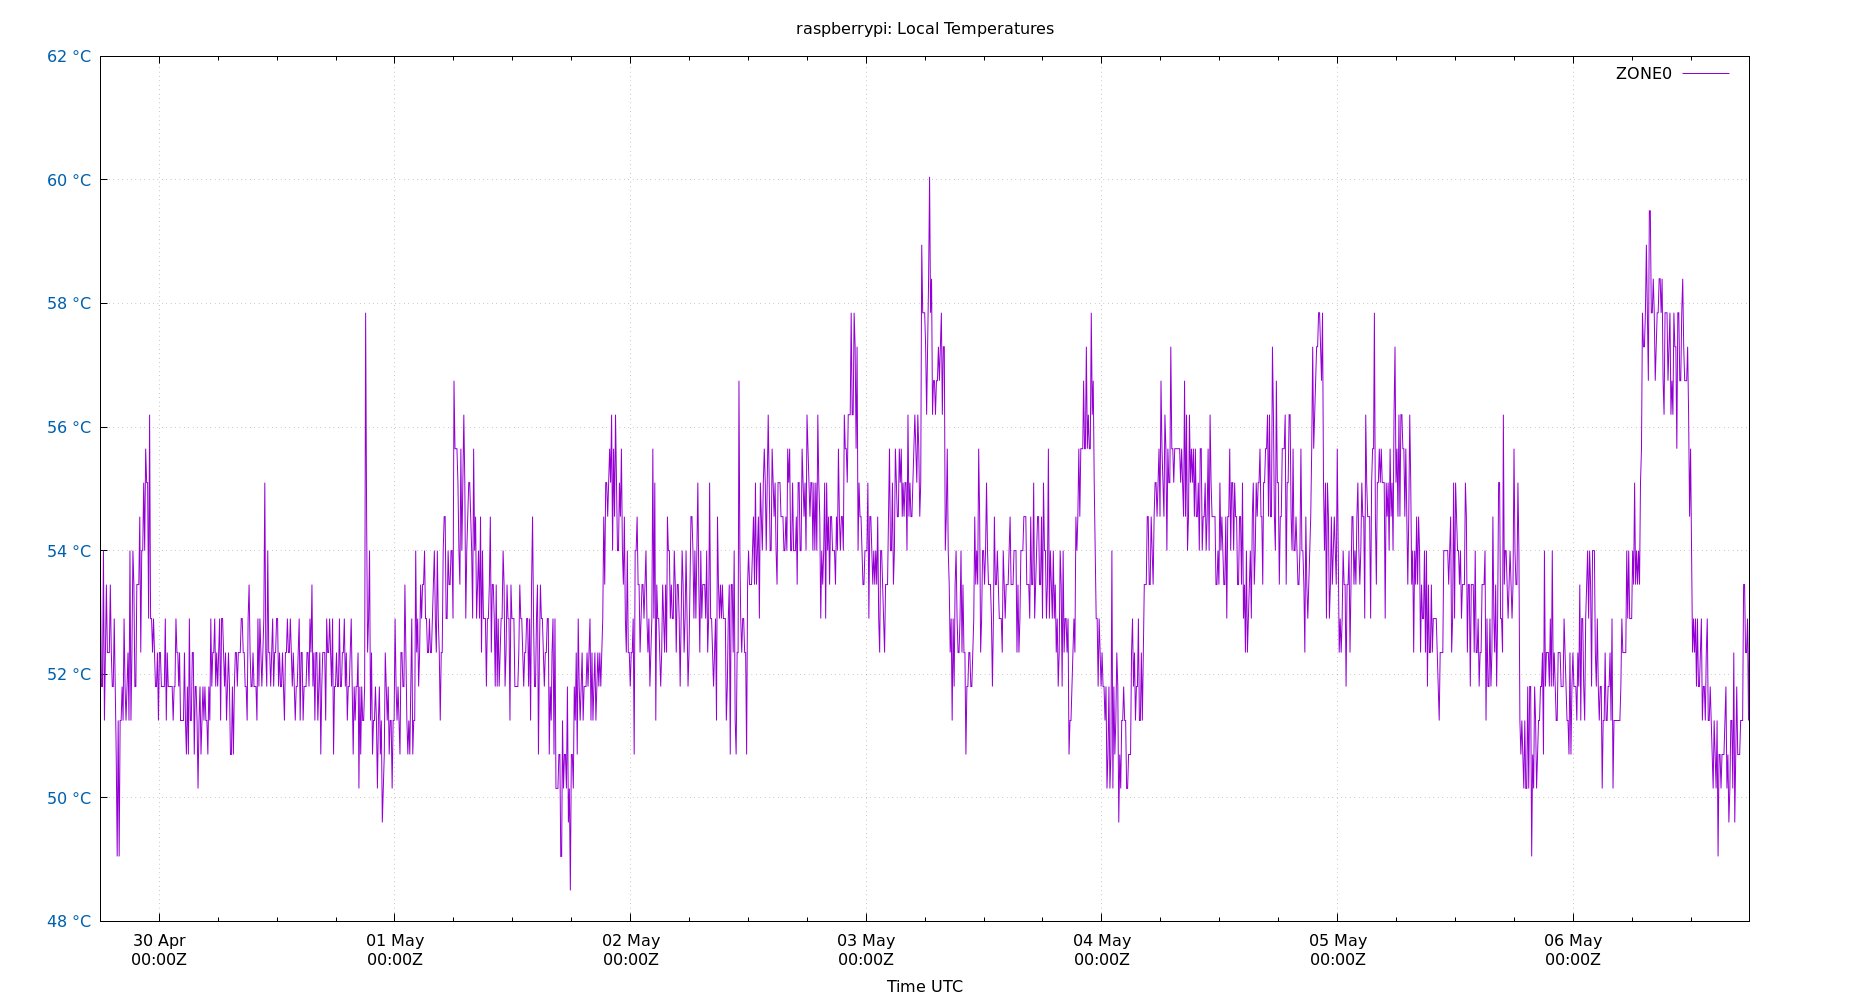 raspberrypi: Local Temperatures
62 °C
ZONE0
60 °C
58 °C
56 °C
54 °C
52 °C
50 °C
48 °C
30 Apr 01 May 02 May 03 May 04 May 05 May 06 May
00:00Z 00:00Z 00:00Z 00:00Z 00:00Z 00:00Z 00:00Z
Time UTC